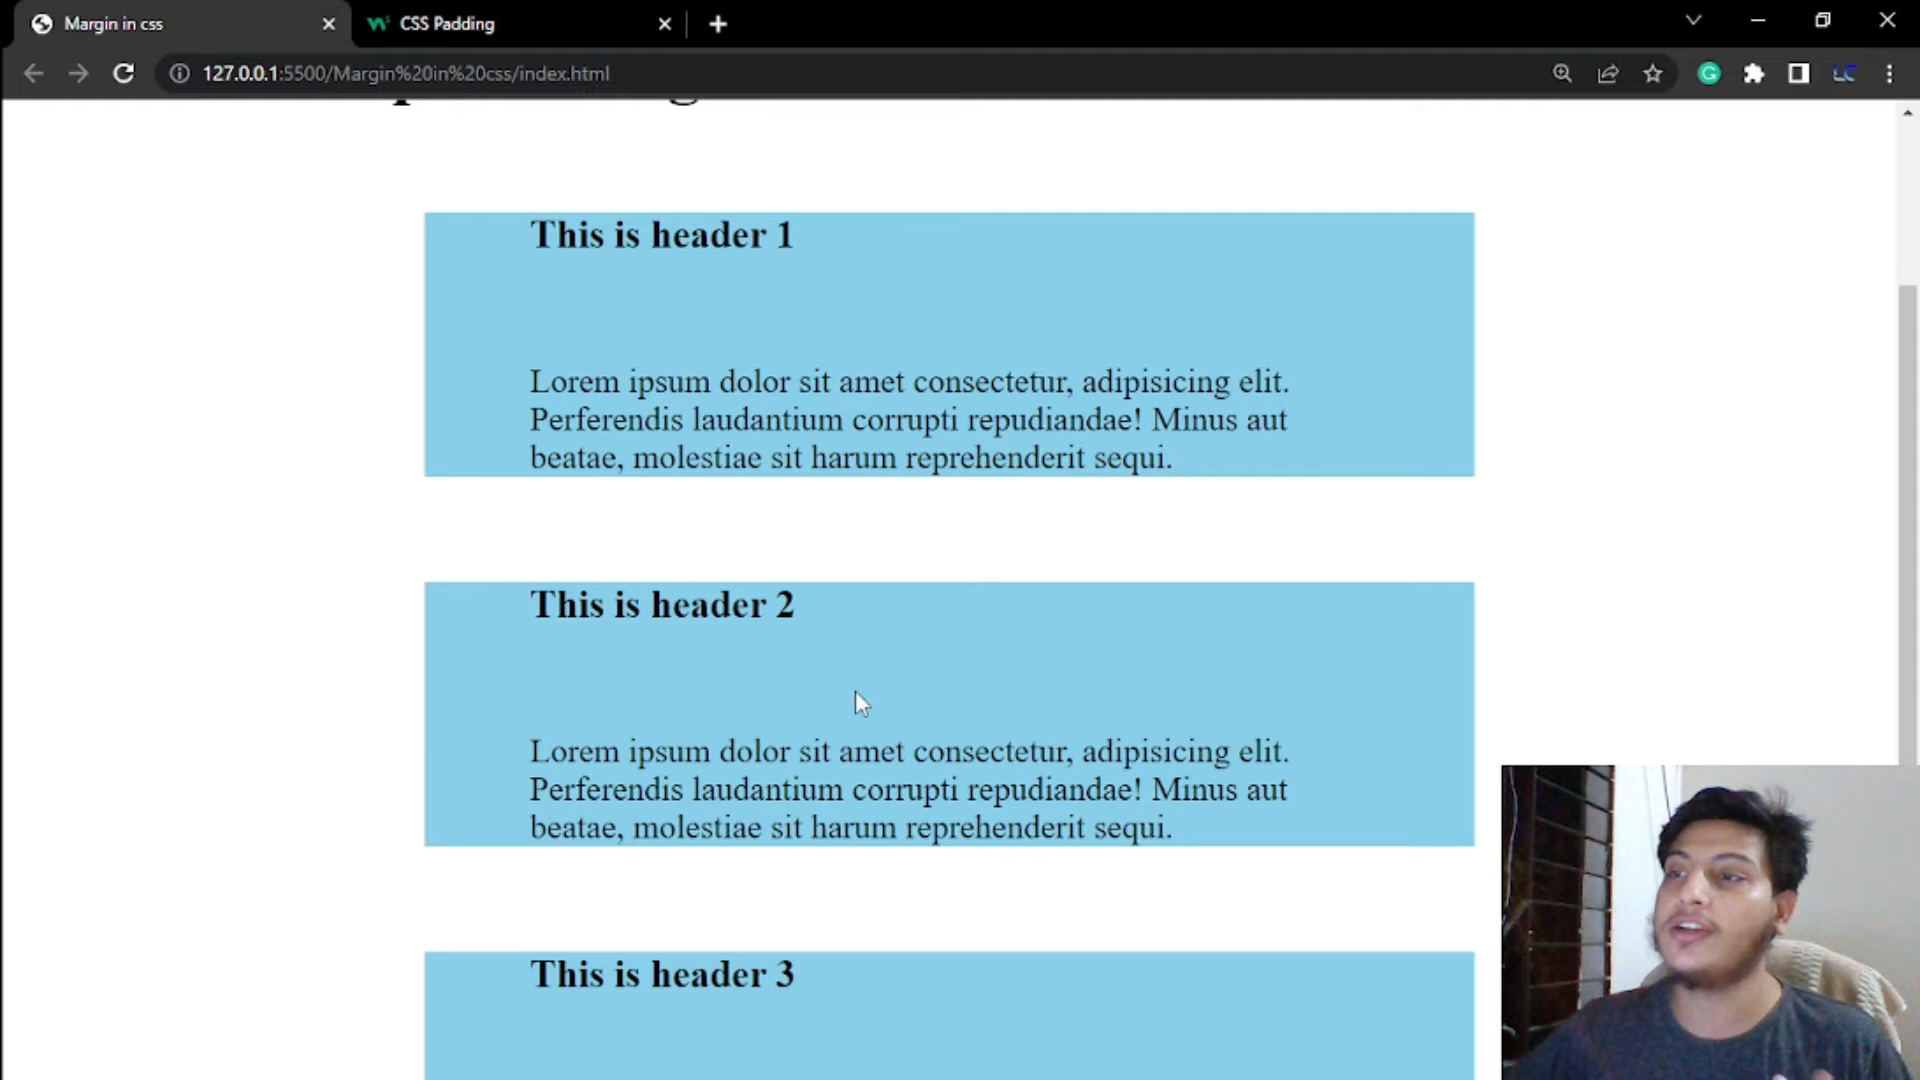 Margin in css
CSS Padding
127.0.0.1:5500/Margin%20in%20css/index.html
LC
This is header 1
Lorem ipsum dolor sit amet consectetur, adipisicing elit.
Perferendis laudantium corrupti repudiandae! Minus aut
beatae, molestiae sit harum reprehenderit sequi.
This is header 2
Lorem ipsum dolor sit amet consectetur, adipisicing elit.
Perferendis laudantium corrupti repudiandae! Minus aut
beatae, molestiae sit harum reprehenderit sequi.
This is header 3